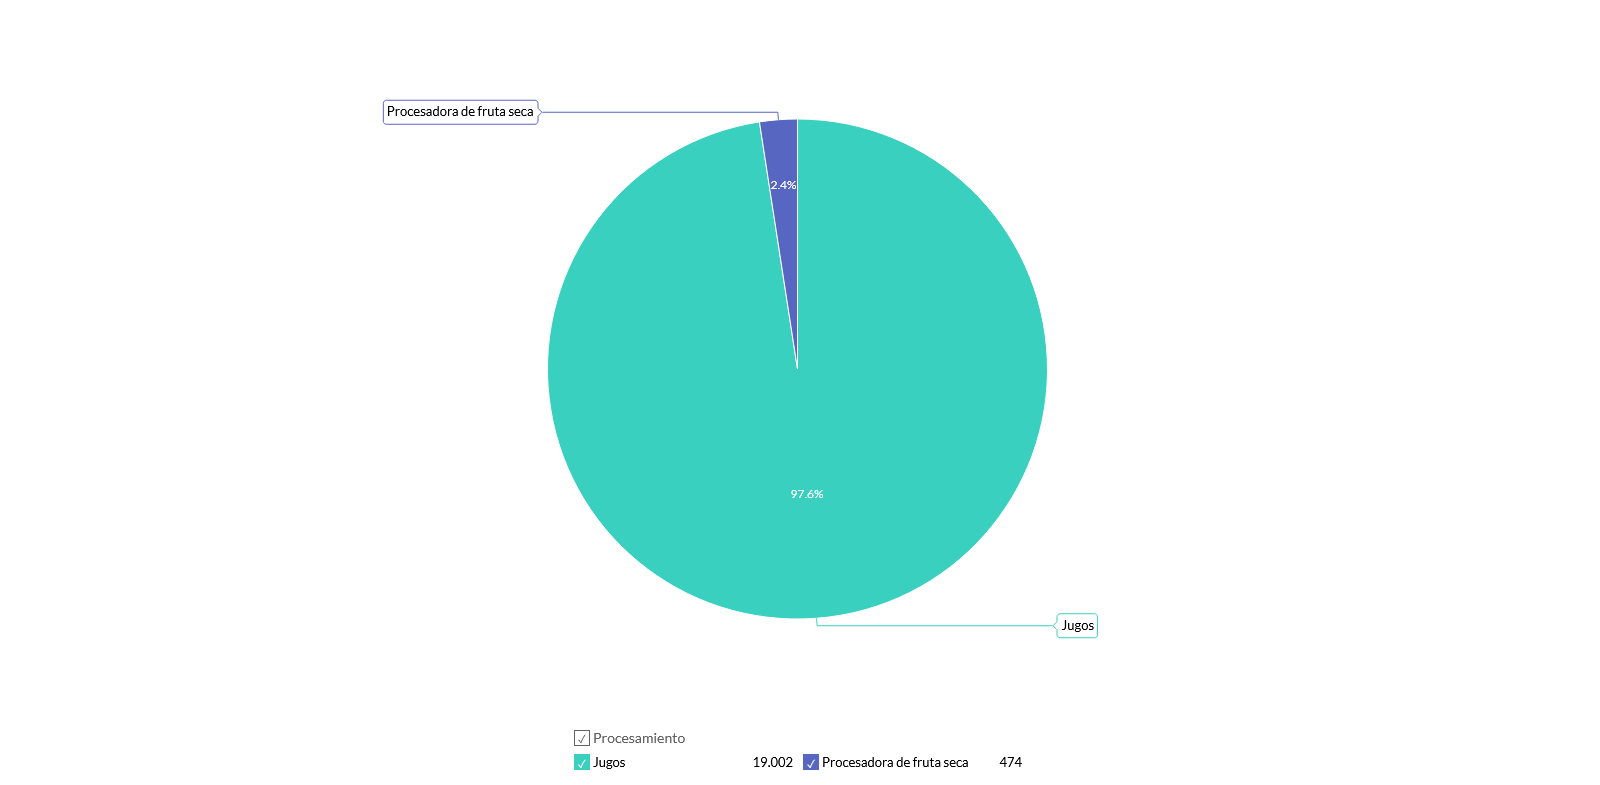 Procesadora de fruta seca
2.4%
97.6%
Jugos
Procesamiento
Jugos 19.002 Procesadora de fruta seca 474